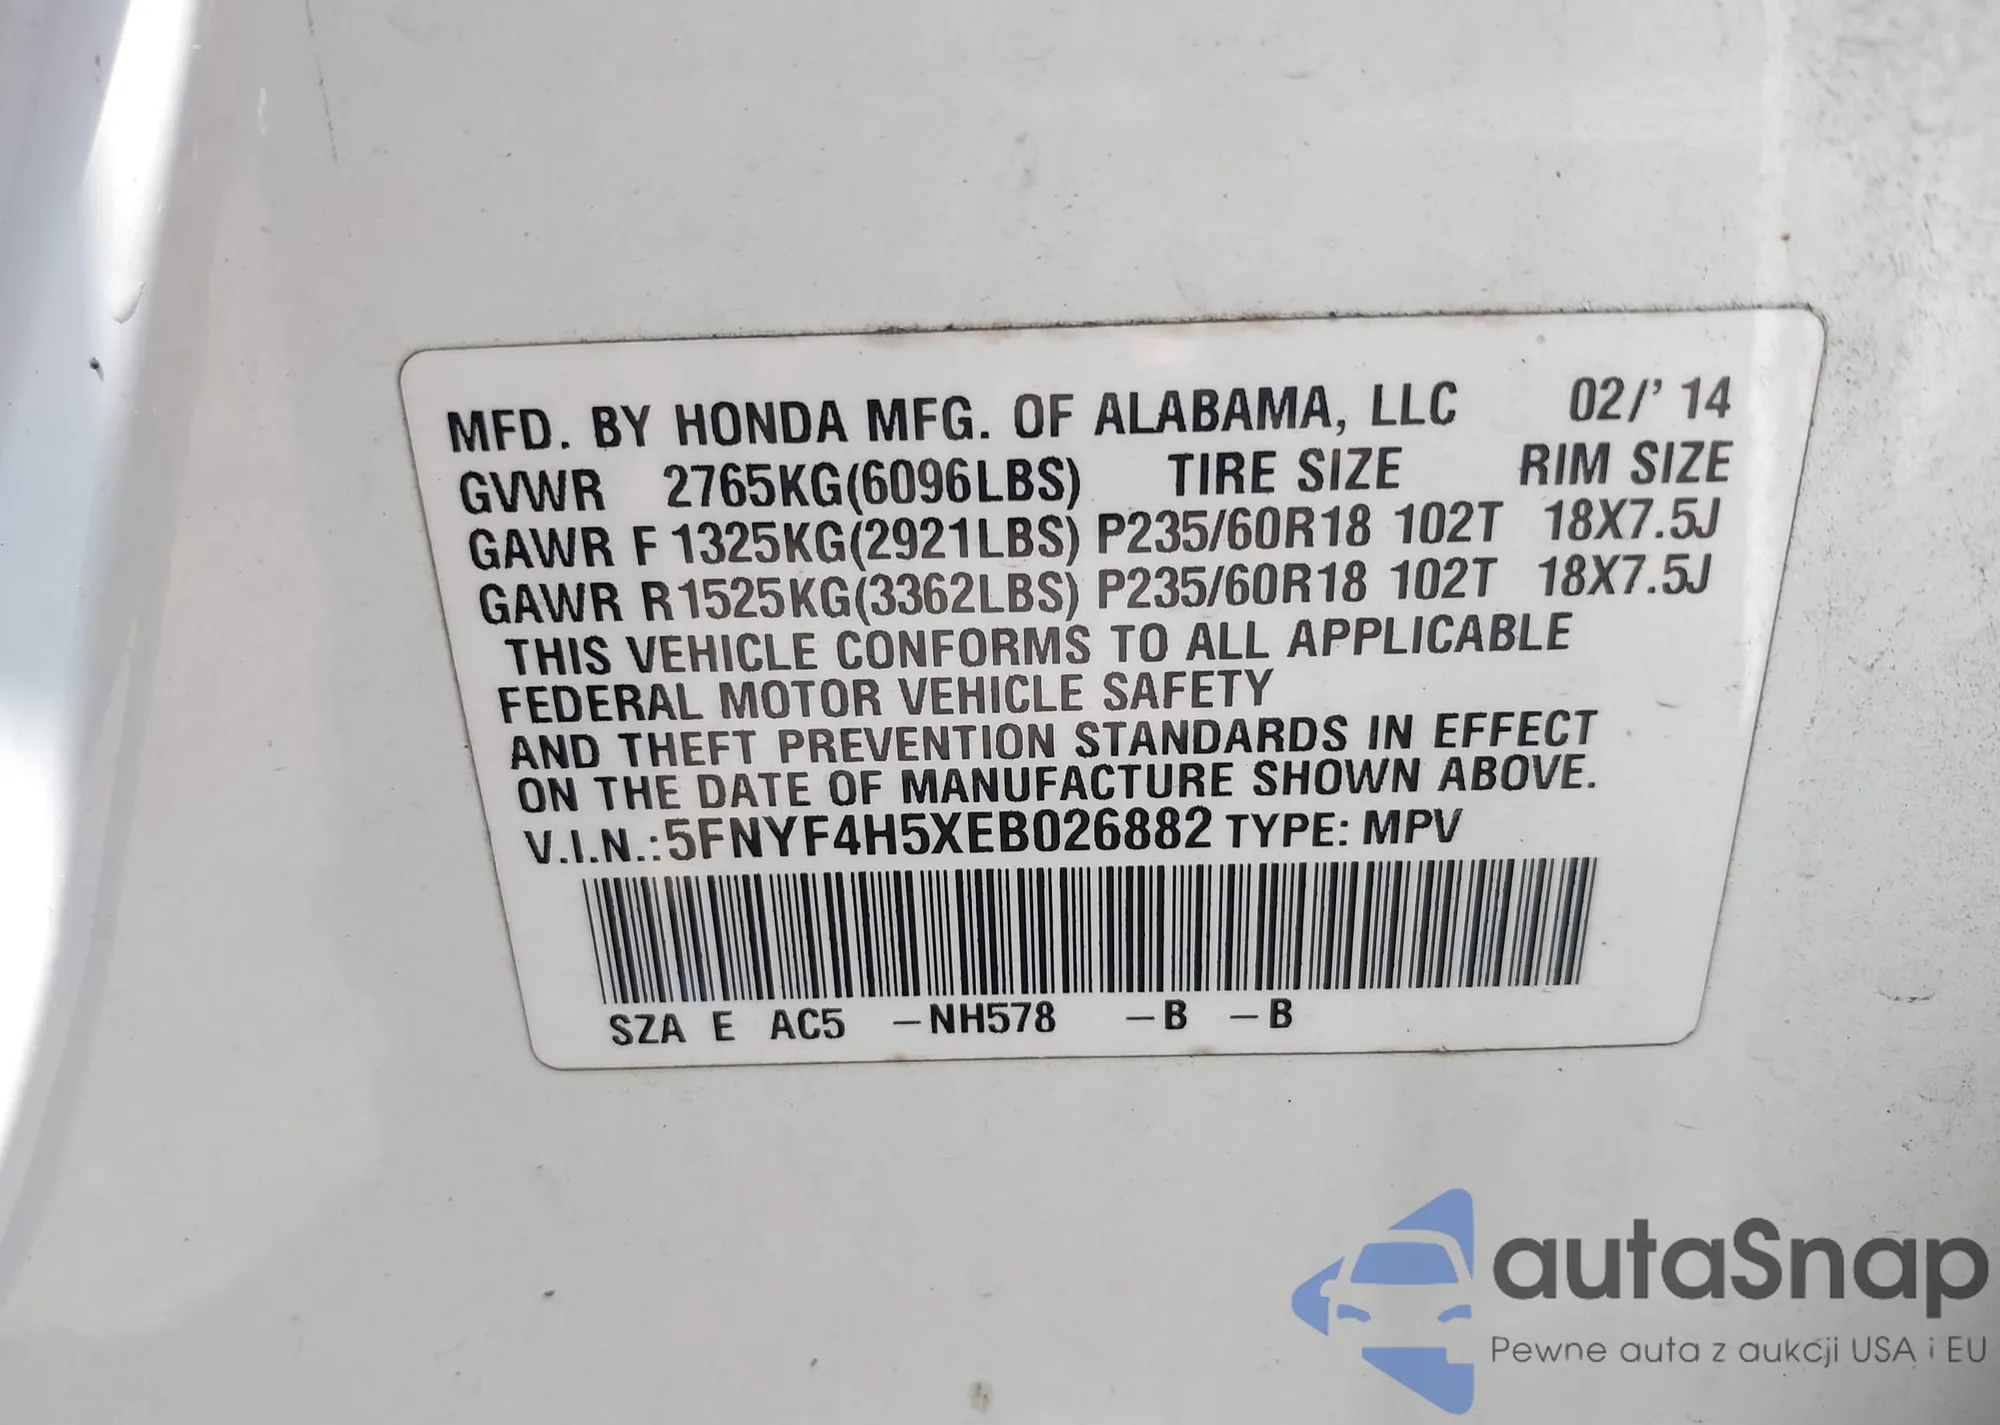 MFD. BY HONDA MFG. OF ALABAMA, LLC 02/' 14
GVWR 2765KG(6096LBS) TIRE SIZE RIM SIZE
GAWR F 1325KG(2921LBS) P235/60R18 102T 18X7.5J
GAWR R1525KG(3362LBS) P235/60R18 102T 18X7.5J
THIS VEHICLE CONFORMS TO ALL APPLICABLE
FEDERAL MOTOR VEHICLE SAFETY
AND THEFT PREVENTION STANDARDS IN EFFECT
ON THE DATE OF MANUFACTURE SHOWN ABOVE.
V.I.N.:5FNYF4H5XEB026882 TYPE: MPV
SZA E AC5 –NH578 –B –B
autaSnap
Pewne auta z aukcji USA i EU